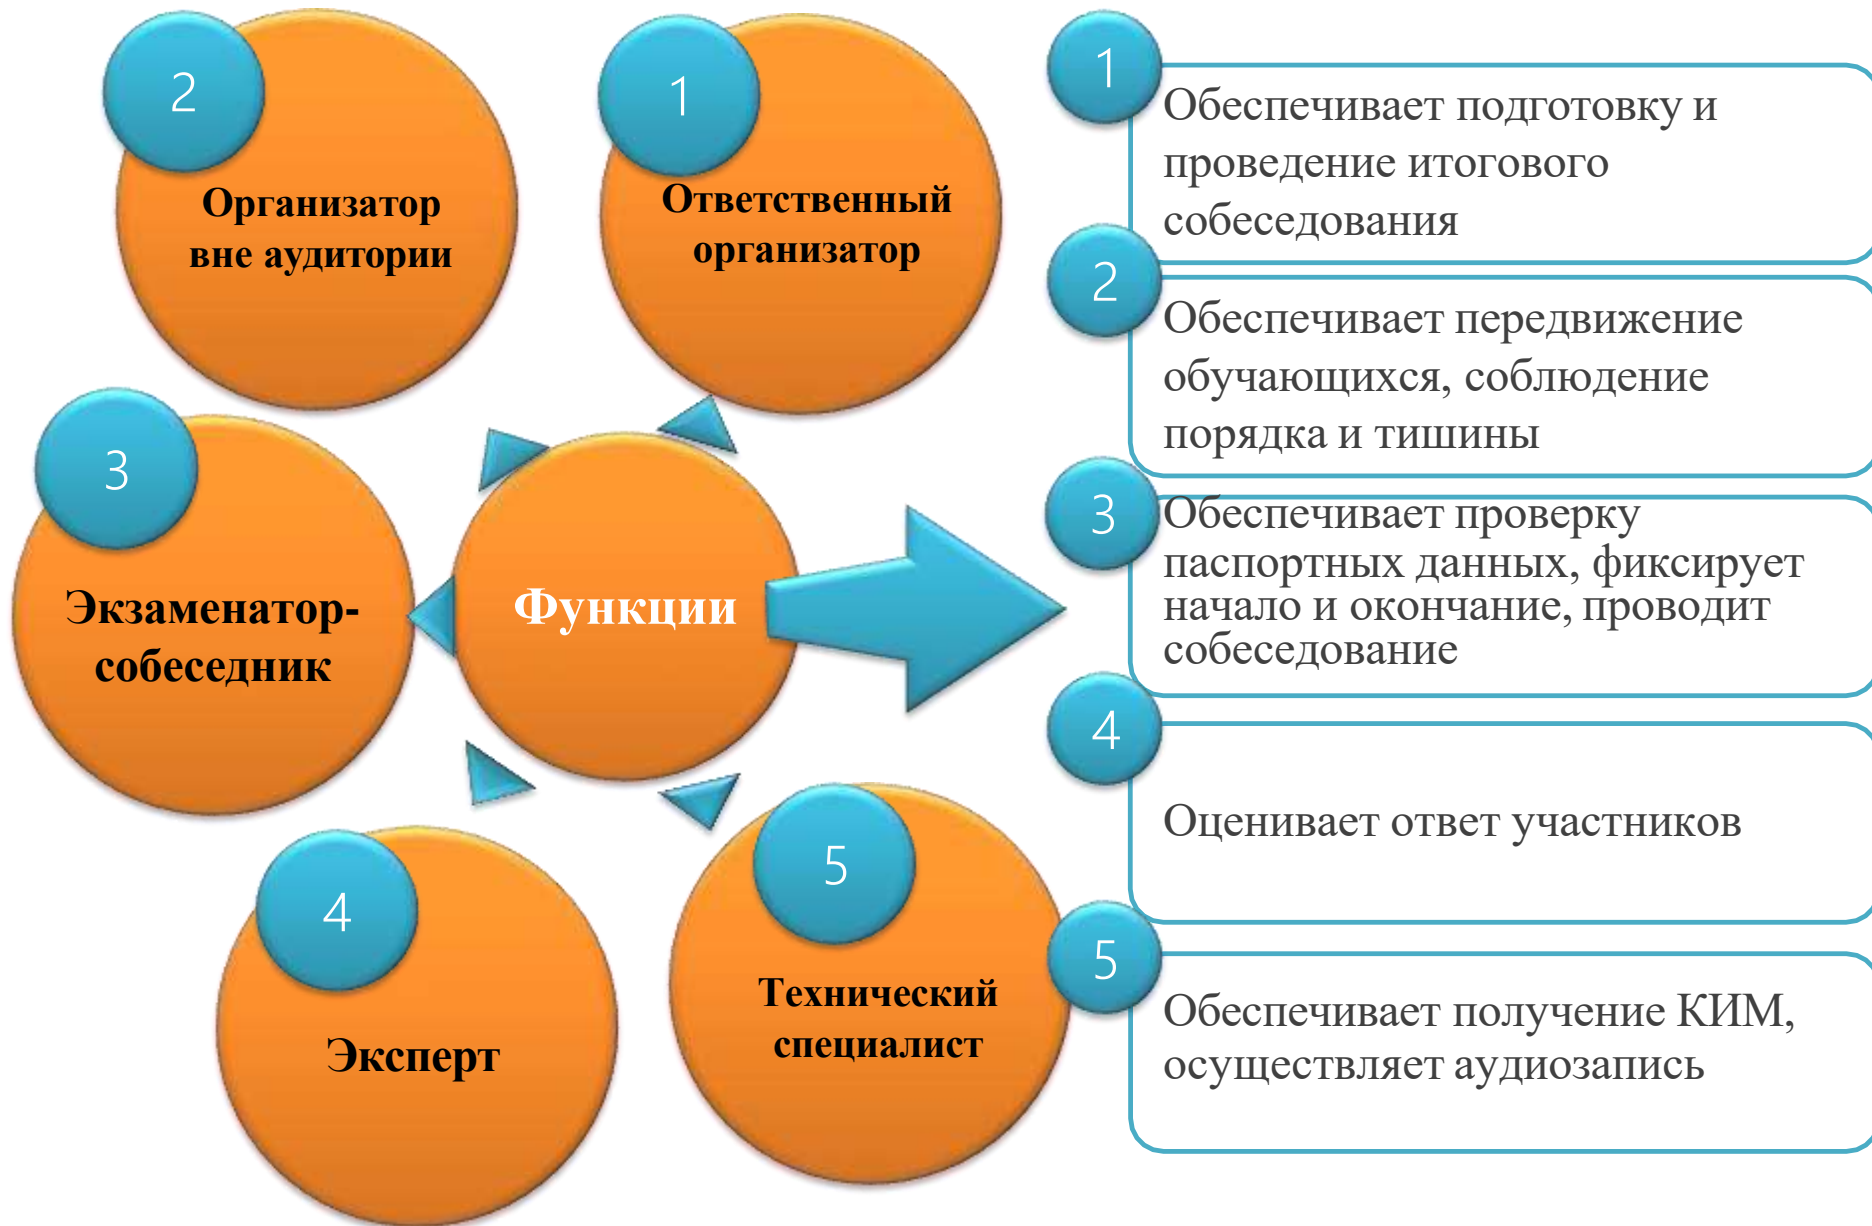 2
Организатор
вне аудитории
1
Ответственный
организатор
3
Экзаменатор-
собеседник
Функции
4
Эксперт
5
Технический
специалист
1
Обеспечивает подготовку и
проведение итогового
собеседования
2
Обеспечивает передвижение
обучающихся, соблюдение
порядка и тишины
3
Обеспечивает проверку
паспортных данных, фиксирует
начало и окончание, проводит
собеседование
4
Оценивает ответ участников
5
Обеспечивает получение КИМ,
осуществляет аудиозапись